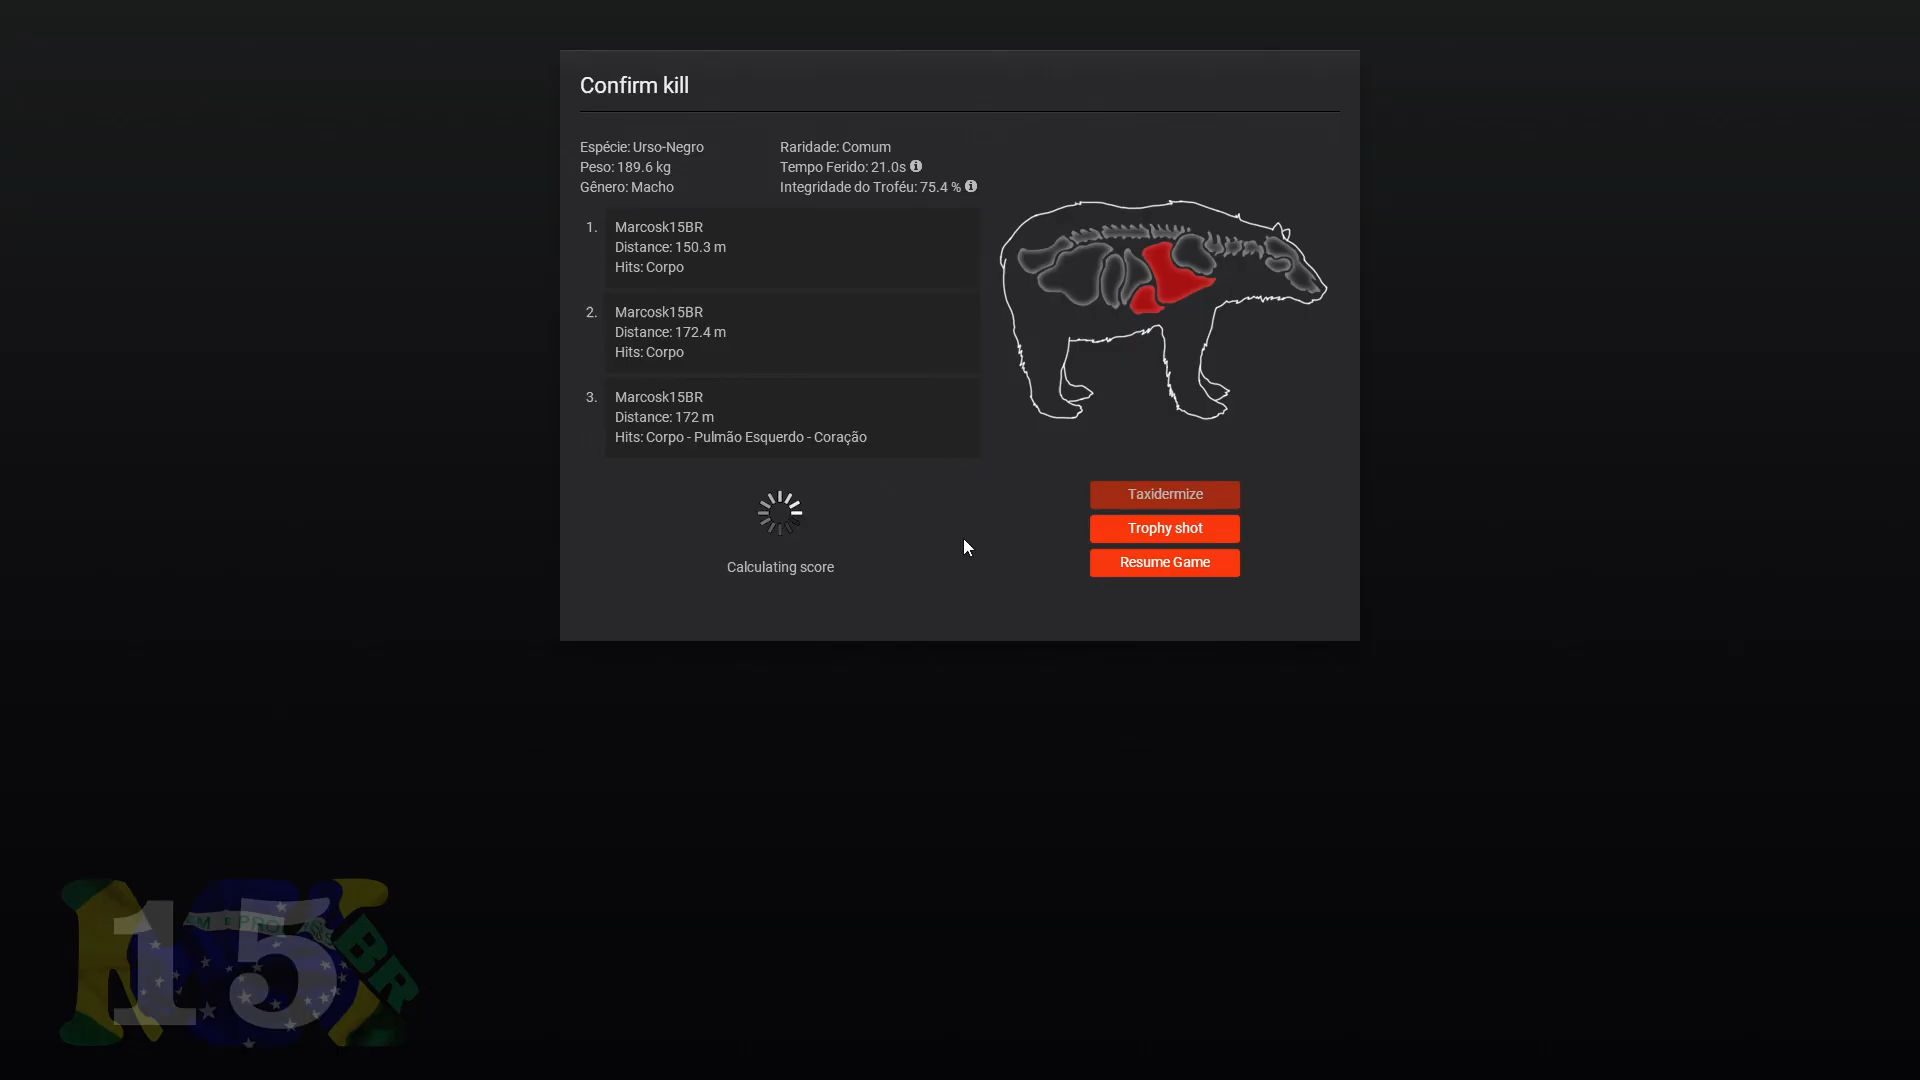 Confirm kill
Espécie: Urso-Negro
Raridade: Comum
Peso: 189.6 kg
Tempo Ferido: 21.0s
Gênero: Macho
Integridade do Troféu: 75.4 %
1.
Marcosk15BR
Distance: 150.3 m
Hits: Corpo
2.
Marcosk15BR
Distance: 172.4 m
Hits: Corpo
3.
Marcosk15BR
Distance: 172 m
Hits: Corpo - Pulmão Esquerdo - Coração
Calculating score
Taxidermize
Trophy shot
Resume Game
15
BR